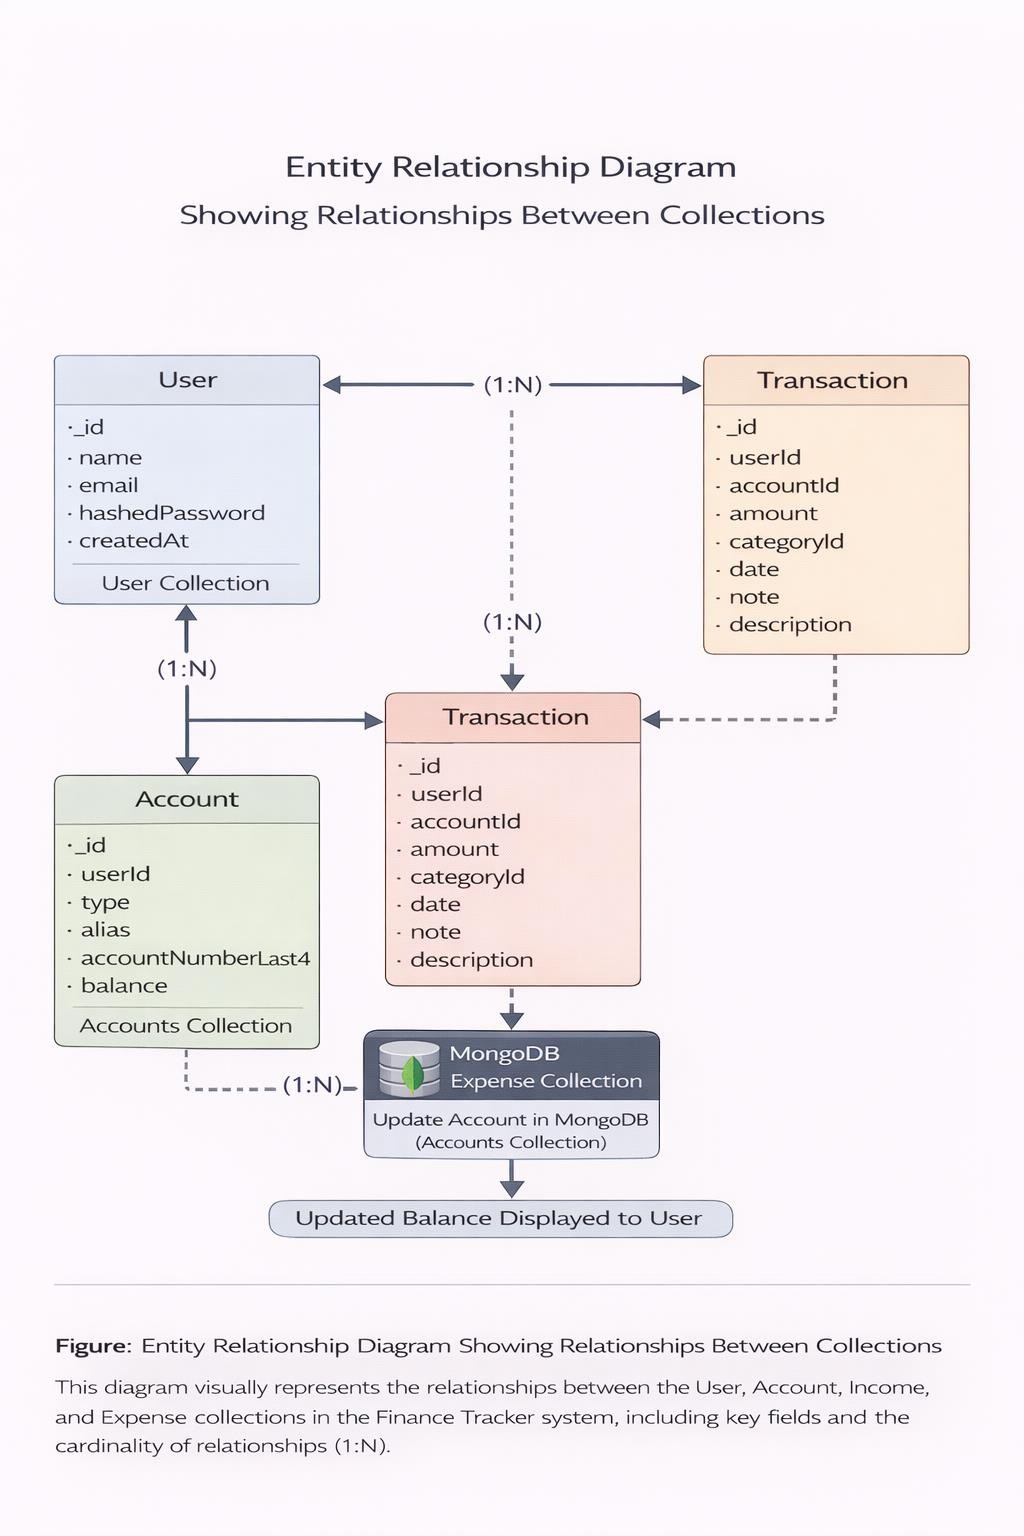 Entity Relationship Diagram
Showing Relationships Between Collections
User
·_id
· name
· email
· hashedPassword
· createdAt
User Collection
(1:N)
Transaction
· _id
· userId
· accountId
· amount
· categoryId
· date
· note
· description
(1:N)
(1:N)
Account
·_id
· userId
· type
· alias
· accountNumberLast4
· balance
Accounts Collection
Transaction
· _id
· userId
· accountId
· amount
· categoryId
· date
· note
· description
(1:N)
MongoDB
Expense Collection
Update Account in MongoDB
(Accounts Collection)
Updated Balance Displayed to User
Figure: Entity Relationship Diagram Showing Relationships Between Collections
This diagram visually represents the relationships between the User, Account, Income,
and Expense collections in the Finance Tracker system, including key fields and the
cardinality of relationships (1:N).